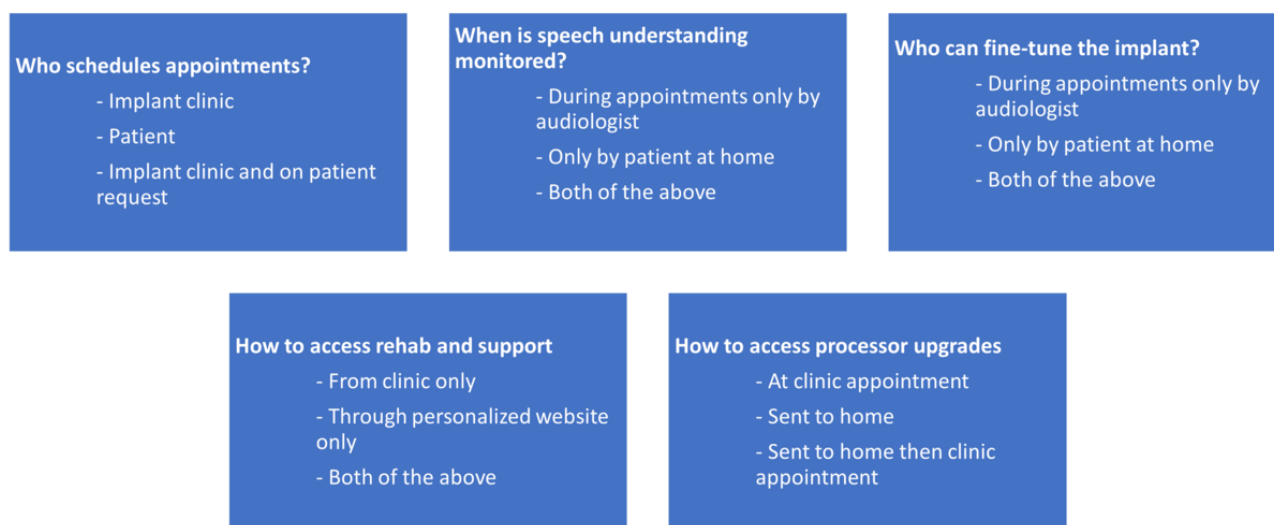 Who schedules appointments?
- Implant clinic
- Patient
- Implant clinic and on patient
request
When is speech understanding
monitored?
- During appointments only by
audiologist
- Only by patient at home
- Both of the above
Who can fine-tune the implant?
- During appointments only by
audiologist
- Only by patient at home
- Both of the above
How to access rehab and support
- From clinic only
- Through personalized website
only
- Both of the above
How to access processor upgrades
- At clinic appointment
- Sent to home
- Sent to home then clinic
appointment